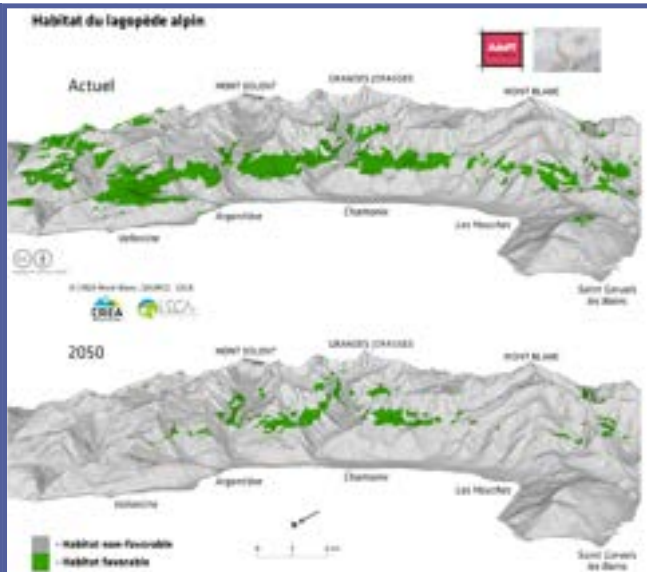 Habitat du lagopède alpin
Actuel
MONT DOLENT
GRANDES JORASSES
MONT BLANC
Vallorcine
Argentière
Chamonix
Les Houches
Saint Gervais
les Bains
CREA
LECA
2050
MONT DOLENT
GRANDES JORASSES
MONT BLANC
Vallorcine
Argentière
Chamonix
Les Houches
Saint Gervais
les Bains
- Habitat non-favorable
- Habitat favorable